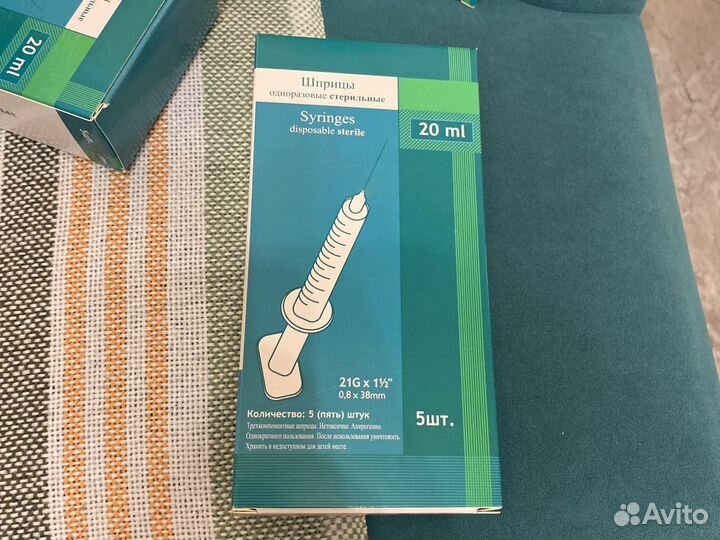 20 ml
Шприцы
одноразовые стерильные
Syringes
disposable sterile
20 ml
21G x 1½"
0,8 x 38mm
Количество: 5 (пять) штук
Трехкомпонентные шприцы. Нетоксично. Апирогенно.
Однократного пользования. После использования уничтожить.
Хранить в недоступном для детей месте.
5шт.
Avito